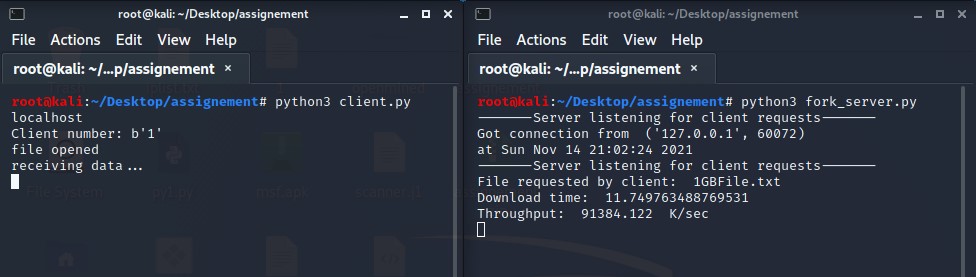 root@kali: ~/Desktop/assignement
File Actions Edit View Help
root@kali: ~/...p/assignement ×
root@kali:~/Desktop/assignement# python3 client.py
localhost
Client number: b'1'
file opened
receiving data...
root@kali: ~/Desktop/assignement
File Actions Edit View Help
root@kali: ~/...p/assignement ×
root@kali:~/Desktop/assignement# python3 fork_server.py
———————Server listening for client requests———————
Got connection from  ('127.0.0.1', 60072)
at Sun Nov 14 21:02:24 2021
———————Server listening for client requests———————
File requested by client:  1GBFile.txt
Download time:  11.749763488769531
Throughput:  91384.122  K/sec
File System